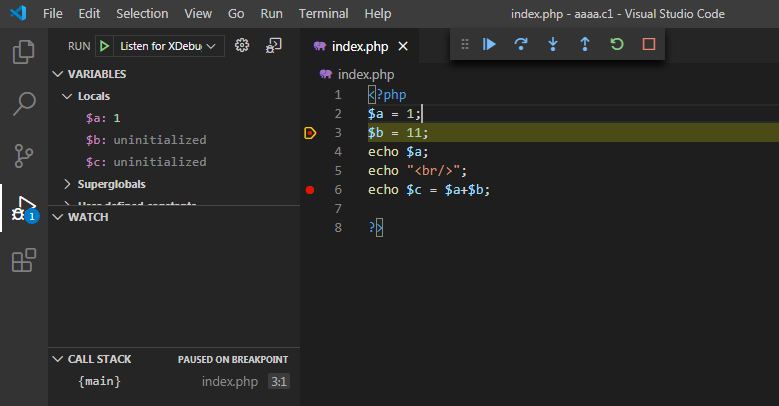 File Edit Selection View Go Run Terminal Help index.php - aaaa.c1 - Visual Studio Code
RUN Listen for XDebu
VARIABLES
Locals
$a: 1
$b: uninitialized
$c: uninitialized
Superglobals
WATCH
CALL STACK PAUSED ON BREAKPOINT
{main} index.php 3:1
1
index.php
index.php
1 <?php
2 $a = 1;
3 $b = 11;
4 echo $a;
5 echo "<br/>";
6 echo $c = $a+$b;
7
8 ?>